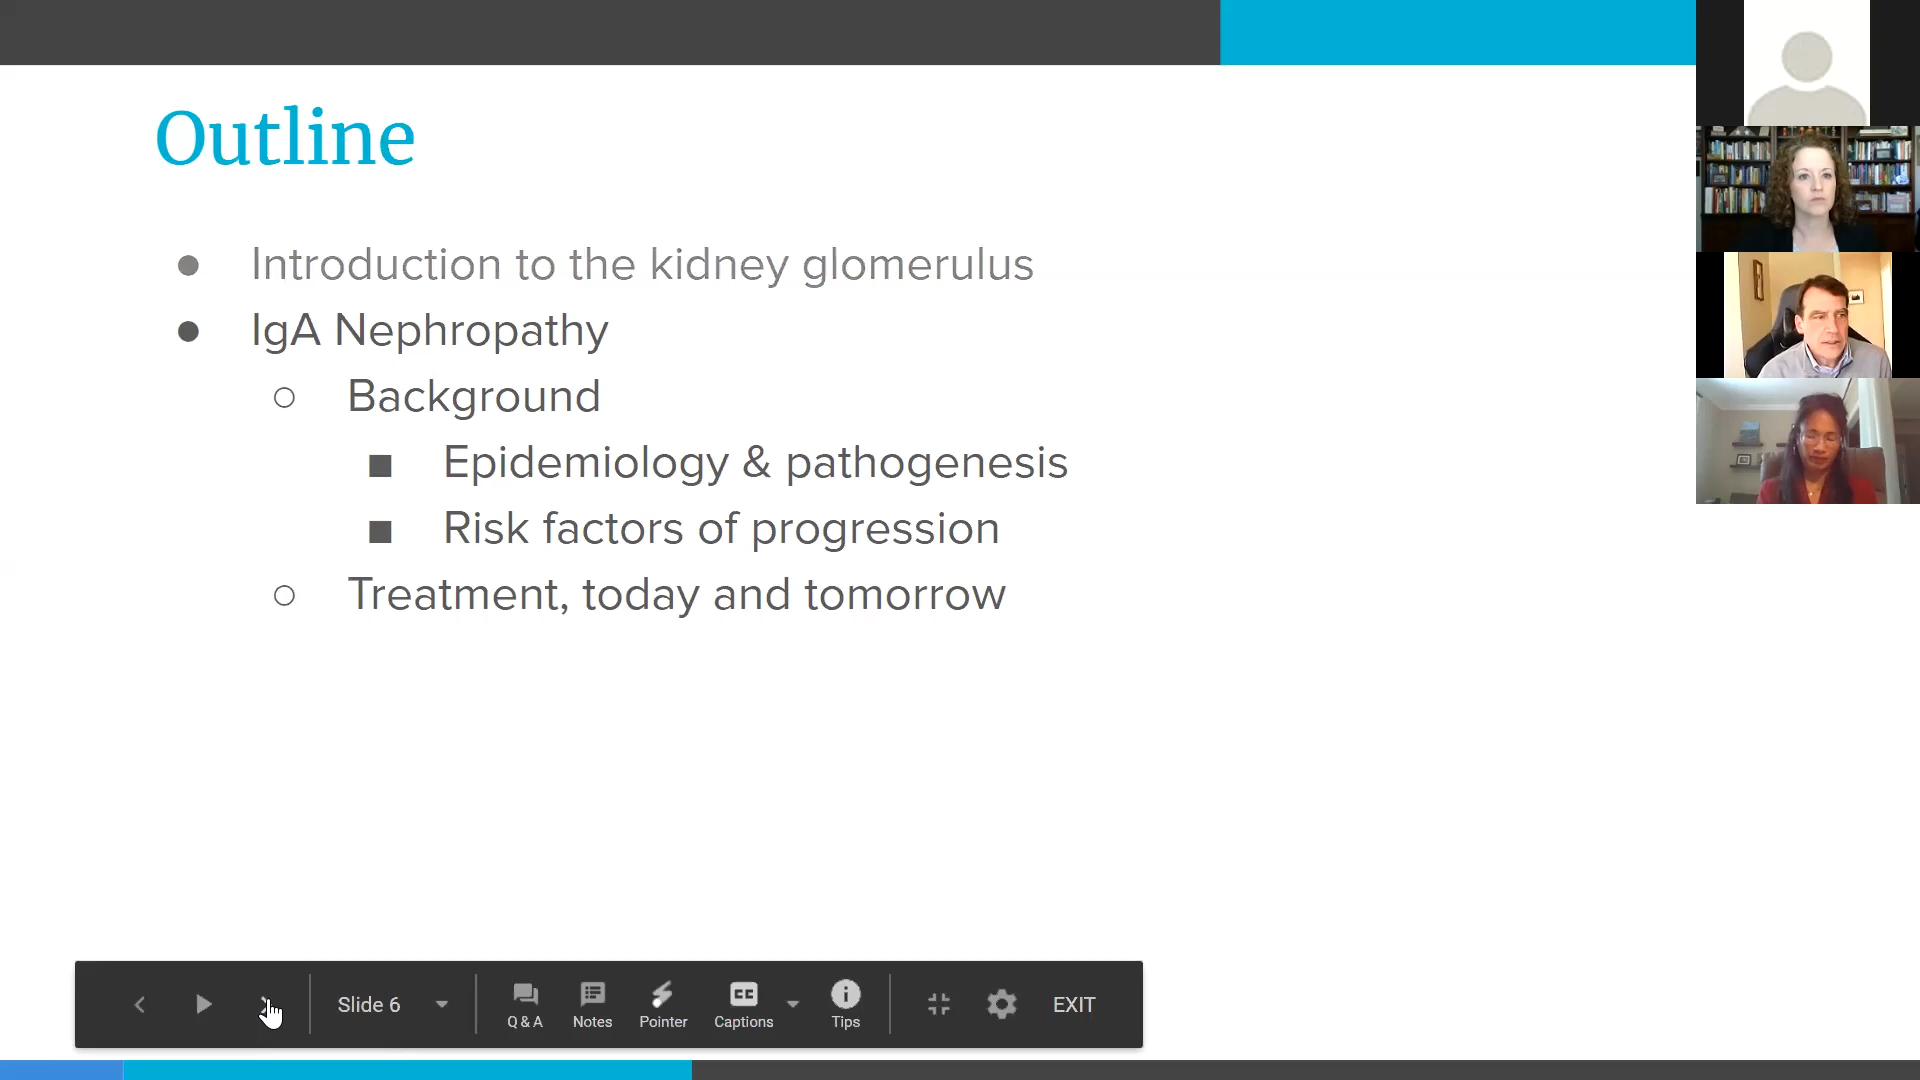 Outline
● Introduction to the kidney glomerulus
● IgA Nephropathy
○ Background
■ Epidemiology & pathogenesis
■ Risk factors of progression
○ Treatment, today and tomorrow
Slide 6
Q & A
Notes
CC
Pointer
Captions
Tips
EXIT